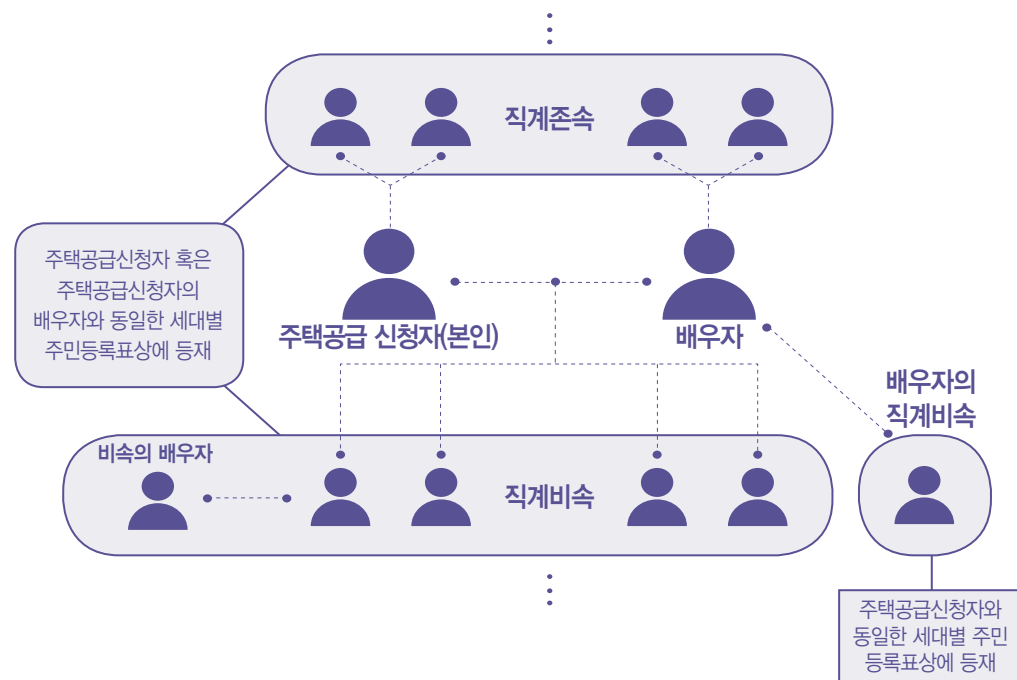 직계존속
주택공급신청자 혹은
주택공급신청자의
배우자와 동일한 세대별
주민등록표상에 등재
주택공급 신청자(본인)
배우자
배우자의
직계비속
비속의 배우자
직계비속
주택공급신청자와
동일한 세대별 주민
등록표상에 등재